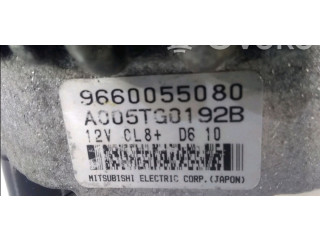 9660055080
A005TG0192B
12V CL8+ D6 10
MITSUBISHI ELECTRIC CORP.(JAPON)